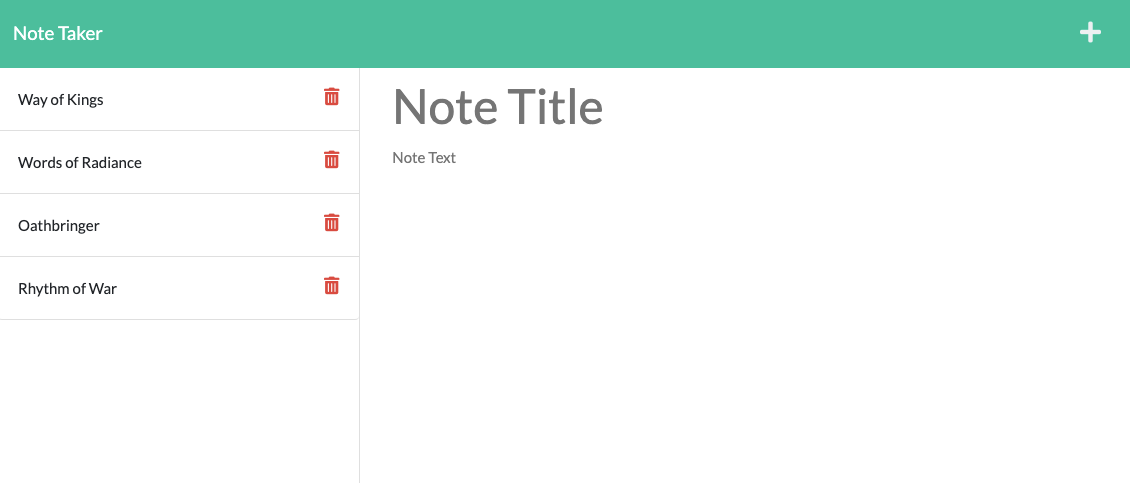 Note Taker
Way of Kings
Words of Radiance
Oathbringer
Rhythm of War
Note Title
Note Text